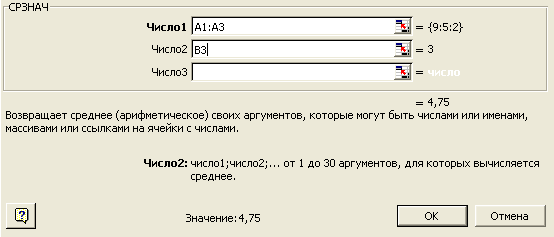 СРЗНАЧ
Число1 A1:A3 = {9:5:2}
Число2 B3 = 3
Число3 = число
= 4,75
Возвращает среднее (арифметическое) своих аргументов, которые могут быть числами или именами,
массивами или ссылками на ячейки с числами.
Число2: число1;число2;... от 1 до 30 аргументов, для которых вычисляется
среднее.
? Значение:4,75 OK Отмена